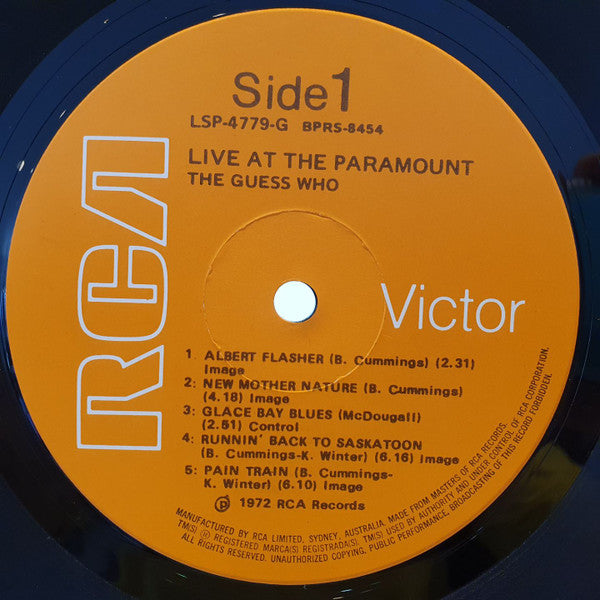 Side 1
LSP-4779-G BPRS-8454
LIVE AT THE PARAMOUNT
THE GUESS WHO
RCA
Victor
1. ALBERT FLASHER (B. Cummings) (2.31)
Image
2: NEW MOTHER NATURE (B. Cummings)
(4.18) Image
3: GLACE BAY BLUES (McDougall)
(2.51) Control
4: RUNNIN' BACK TO SASKATOON
(B. Cummings-K. Winter) (6.16) Image
5: PAIN TRAIN (B. Cummings-
K. Winter) (6.10) Image
℗ 1972 RCA Records
MANUFACTURED BY RCA LIMITED, SYDNEY, AUSTRALIA. MADE FROM MASTERS OF RCA RECORDS.
TM(S) ® REGISTERED MARCA(S) REGISTRADA(S). TM(S) USED BY AUTHORITY AND UNDER CONTROL OF RCA CORPORATION.
ALL RIGHTS RESERVED. UNAUTHORIZED COPYING, PUBLIC PERFORMANCE, BROADCASTING OF THIS RECORD FORBIDDEN.